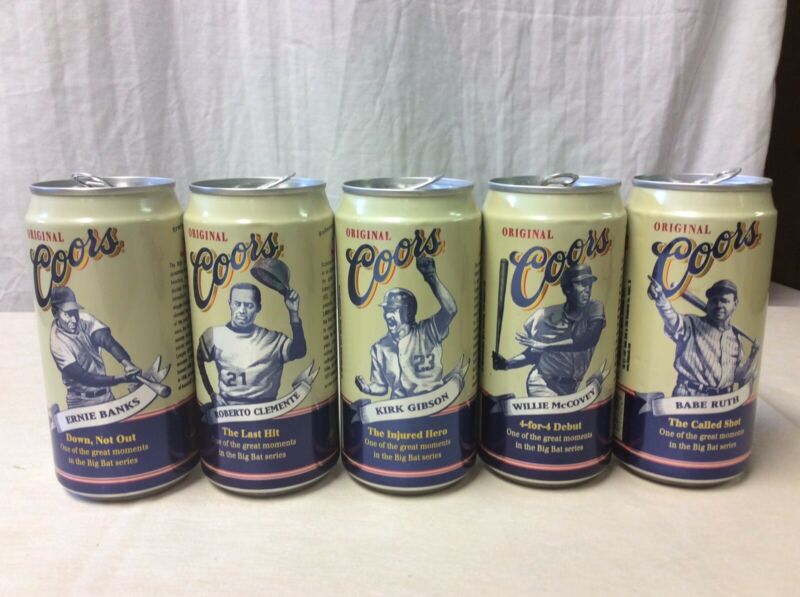 ORIGINAL
Coors
ERNIE BANKS
Down, Not Out
One of the great moments
in the Big Bat series
ORIGINAL
Coors
21
ROBERTO CLEMENTE
The Last Hit
One of the great moments
in the Big Bat series
ORIGINAL
Coors
23
KIRK GIBSON
The Injured Hero
One of the great moments
in the Big Bat series
ORIGINAL
Coors
WILLIE McCOVEY
4-for-4 Debut
One of the great moments
in the Big Bat series
ORIGINAL
Coors
BABE RUTH
The Called Shot
One of the great moments
in the Big Bat series